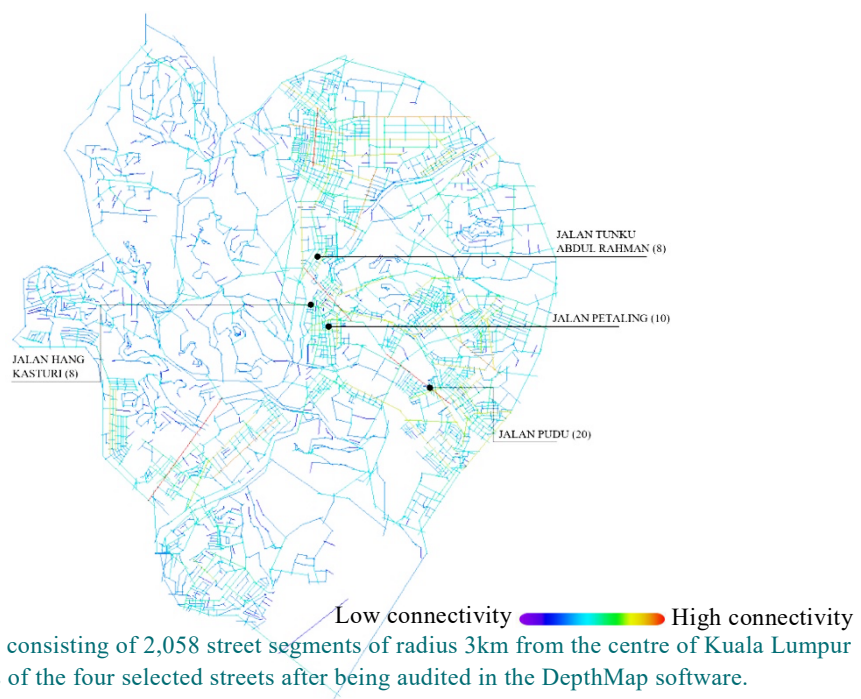 JALAN TUNKU
ABDUL RAHMAN (8)
JALAN PETALING (10)
JALAN HANG
KASTURI (8)
JALAN PUDU (20)
Low connectivity High connectivity
consisting of 2,058 street segments of radius 3km from the centre of Kuala Lumpur
of the four selected streets after being audited in the DepthMap software.